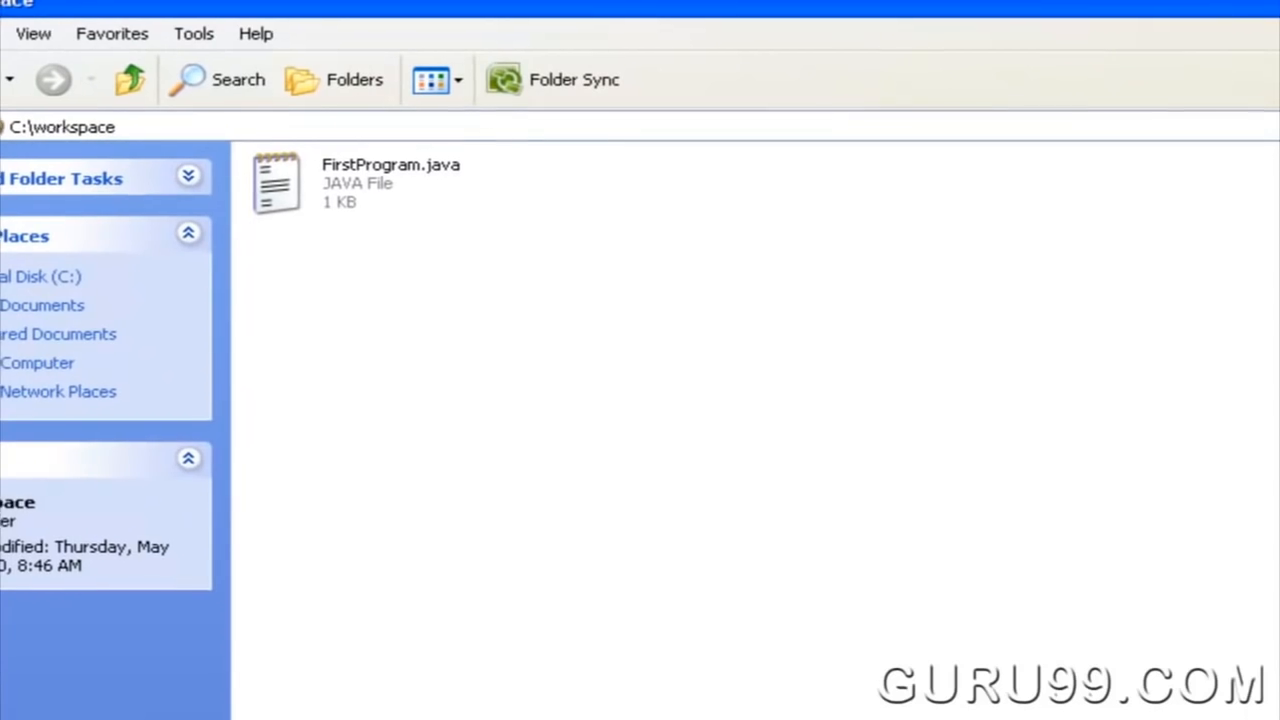 ace
View Favorites Tools Help
Search Folders Folder Sync
C:\workspace
d Folder Tasks
FirstProgram.java
JAVA File
1 KB
Places
al Disk (C:)
Documents
red Documents
Computer
Network Places
pace
er
dified: Thursday, May
0, 8:46 AM
GURU99.COM